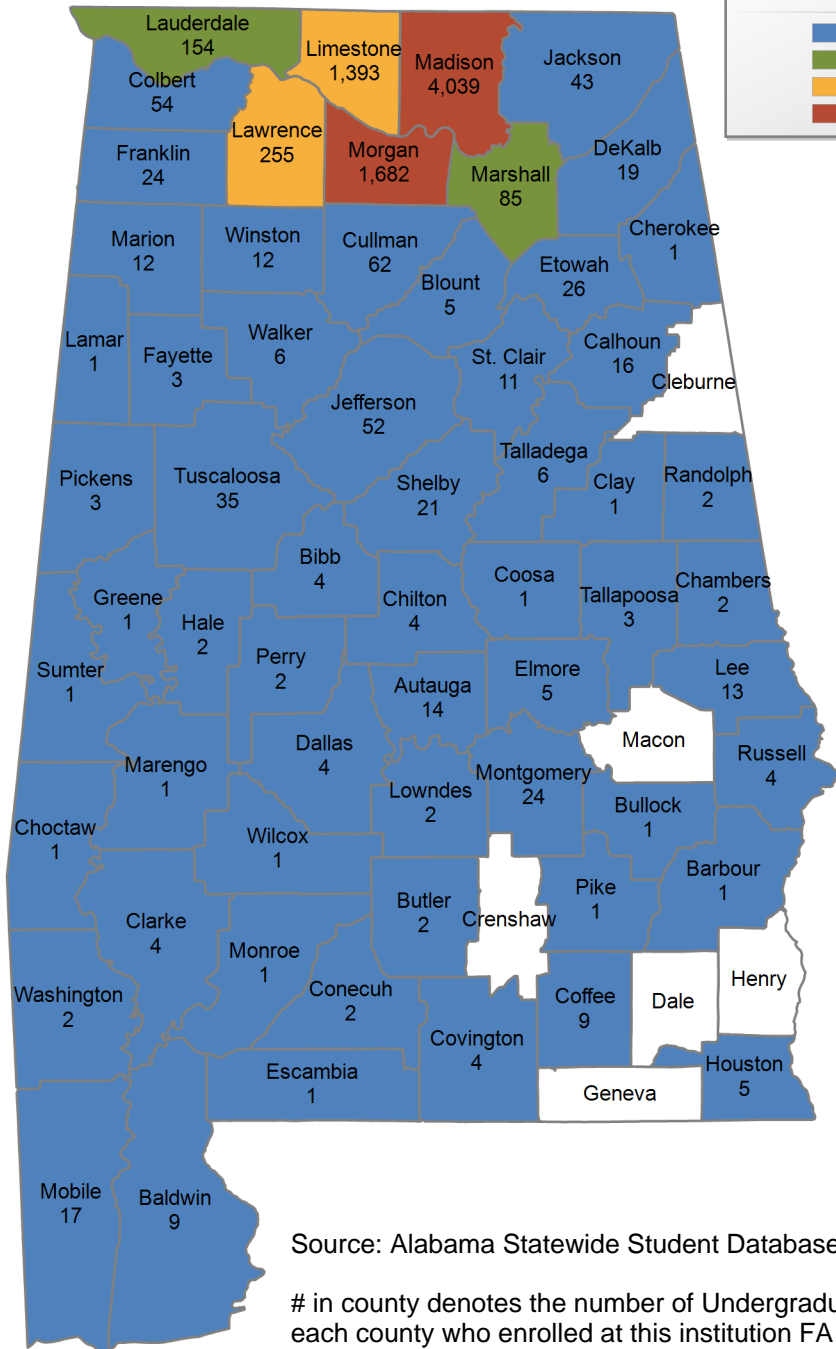 Lauderdale
154
Limestone
1,393
Madison
4,039
Jackson
43
Colbert
54
Lawrence
255
Franklin
24
Morgan
1,682
Marshall
85
DeKalb
19
Marion
12
Winston
12
Cullman
62
Blount
5
Etowah
26
Cherokee
1
Lamar
1
Fayette
3
Walker
6
Jefferson
52
St. Clair
11
Calhoun
16
Cleburne
Pickens
3
Tuscaloosa
35
Shelby
21
Talladega
6
Clay
1
Randolph
2
Bibb
4
Greene
1
Hale
2
Perry
2
Chilton
4
Coosa
1
Tallapoosa
3
Chambers
2
Sumter
1
Autauga
14
Elmore
5
Lee
13
Macon
Marengo
1
Dallas
4
Lowndes
2
Montgomery
24
Russell
4
Bullock
1
Choctaw
1
Wilcox
1
Clarke
4
Butler
2
Crenshaw
Pike
1
Barbour
1
Monroe
1
Conecuh
2
Washington
2
Covington
4
Coffee
9
Dale
Henry
Escambia
1
Geneva
Houston
5
Mobile
17
Baldwin
9
Source: Alabama Statewide Student Database
# in county denotes the number of Undergradu
each county who enrolled at this institution FA